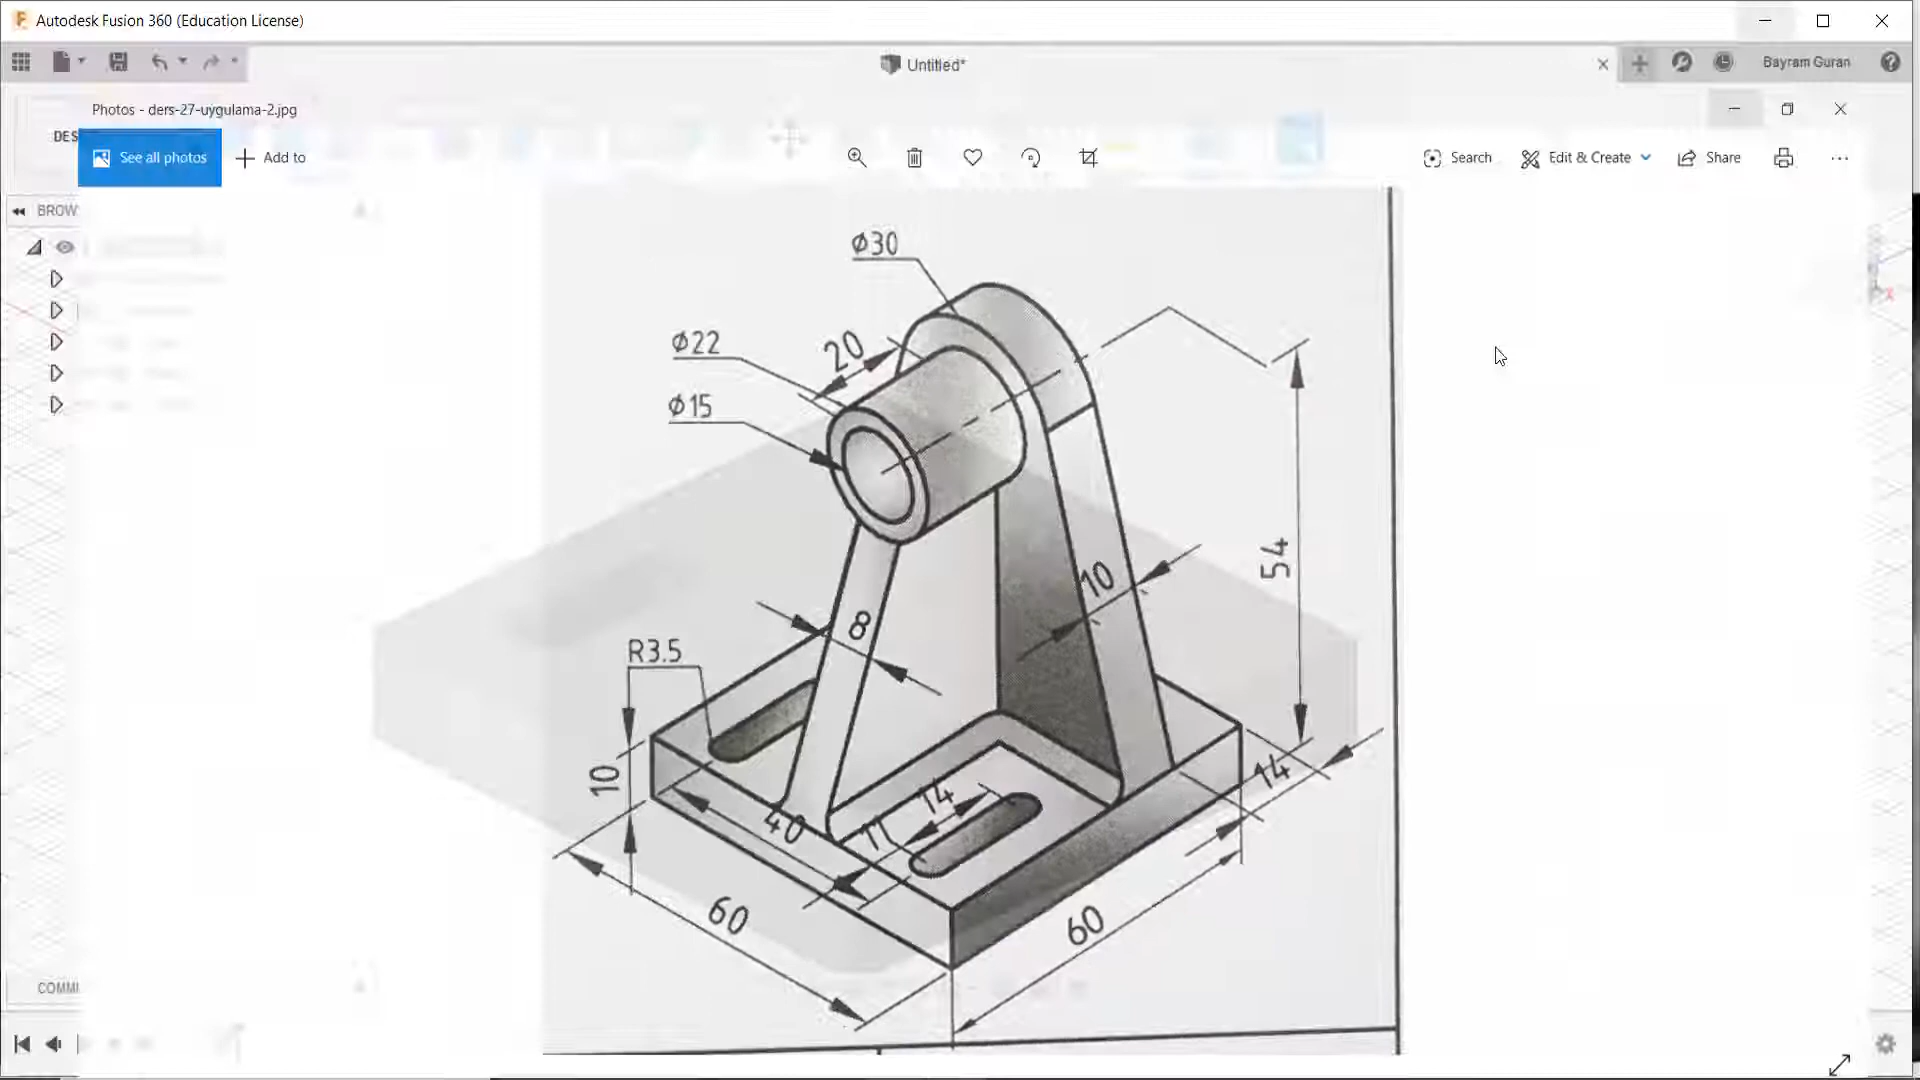 Autodesk Fusion 360 (Education License)
Untitled*
Bayram Guran
Photos - ders-27-uygulama-2.jpg
DES
See all photos
Add to
Search
Edit & Create
Share
BROW
Ø30
Ø22
20
Ø15
54
10
8
R3.5
10
14
14
40
11
60
60
COMM